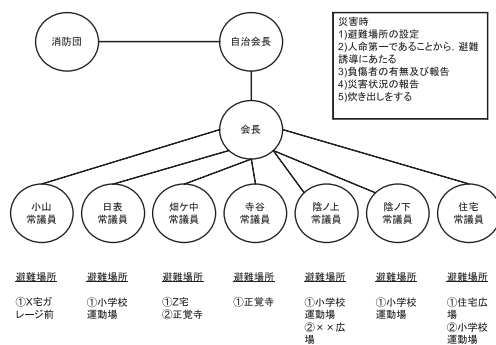 消防団
自治会長
災害時
1)避難場所の設定
2)人命第一であることから、避難
誘導にあたる
3)負傷者の有無及び報告
4)災害状況の報告
5)炊き出しをする
会長
小山
常議員
日表
常議員
畑ケ中
常議員
寺谷
常議員
陰ノ上
常議員
陰ノ下
常議員
住宅
常議員
避難場所
①X宅ガ
レージ前
避難場所
①小学校
運動場
避難場所
①Z宅
②正覚寺
避難場所
①正覚寺
避難場所
①小学校
運動場
②××広
場
避難場所
①小学校
運動場
避難場所
①住宅広
場
②小学校
運動場